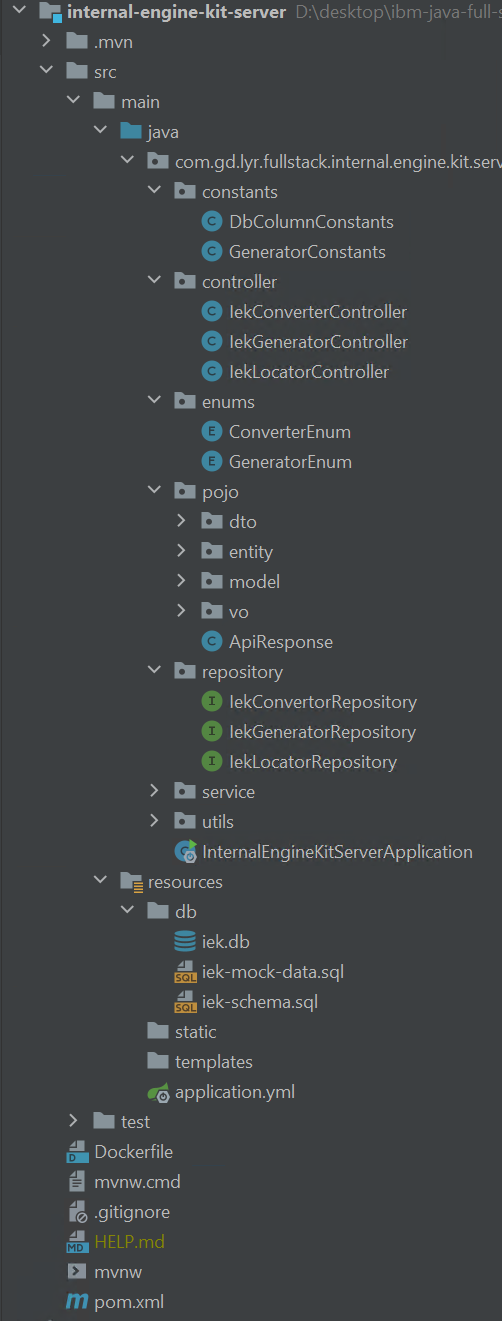 internal-engine-kit-server D:\desktop\ibm-java-full-s
.mvn
src
main
java
com.gd.lyr.fullstack.internal.engine.kit.serv
constants
DbColumnConstants
GeneratorConstants
controller
IekConverterController
IekGeneratorController
IekLocatorController
enums
ConverterEnum
GeneratorEnum
pojo
dto
entity
model
vo
ApiResponse
repository
IekConvertorRepository
IekGeneratorRepository
IekLocatorRepository
service
utils
InternalEngineKitServerApplication
resources
db
iek.db
iek-mock-data.sql
iek-schema.sql
static
templates
application.yml
test
Dockerfile
mvnw.cmd
.gitignore
HELP.md
mvnw
pom.xml